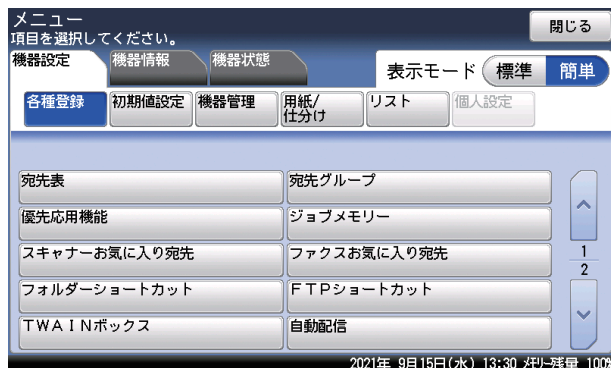 メニュー
閉じる
項目を選択してください。
機器設定 機器情報 機器状態
表示モード 標準 簡単
各種登録 初期値設定 機器管理 用紙/
仕分け リスト 個人設定
宛先表 宛先グループ
優先応用機能 ジョブメモリー
スキャナーお気に入り宛先 ファクスお気に入り宛先
1
2
フォルダーショートカット ＦＴＰショートカット
ＴＷＡＩＮボックス 自動配信
2021年 9月15日(水) 13:30 ﾒﾓﾘｰ残量 100%